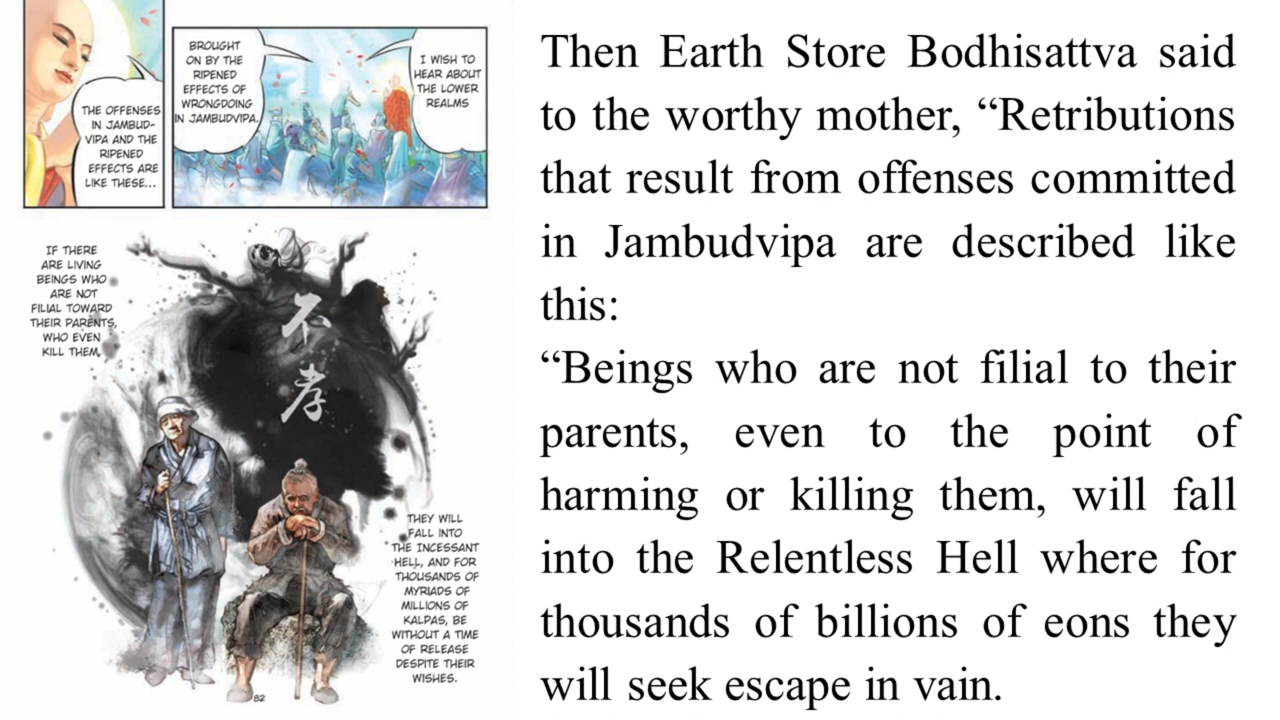 THE OFFENSES
IN JAMBUD-
VIPA AND THE
RIPENED
EFFECTS ARE
LIKE THESE...
BROUGHT
ON BY THE
RIPENED
EFFECTS OF
WRONGDOING
IN JAMBUDVIPA.
I WISH TO
HEAR ABOUT
THE LOWER
REALMS
IF THERE
ARE LIVING
BEINGS WHO
ARE NOT
FILIAL TOWARD
THEIR PARENTS,
WHO EVEN
KILL THEM,
不
孝
THEY WILL
FALL INTO
THE INCESSANT
HELL, AND FOR
THOUSANDS OF
MYRIADS OF
MILLIONS OF
KALPAS, BE
WITHOUT A TIME
OF RELEASE
DESPITE THEIR
WISHES.
82
Then Earth Store Bodhisattva said
to the worthy mother, “Retributions
that result from offenses committed
in Jambudvipa are described like
this:
“Beings who are not filial to their
parents, even to the point of
harming or killing them, will fall
into the Relentless Hell where for
thousands of billions of eons they
will seek escape in vain.